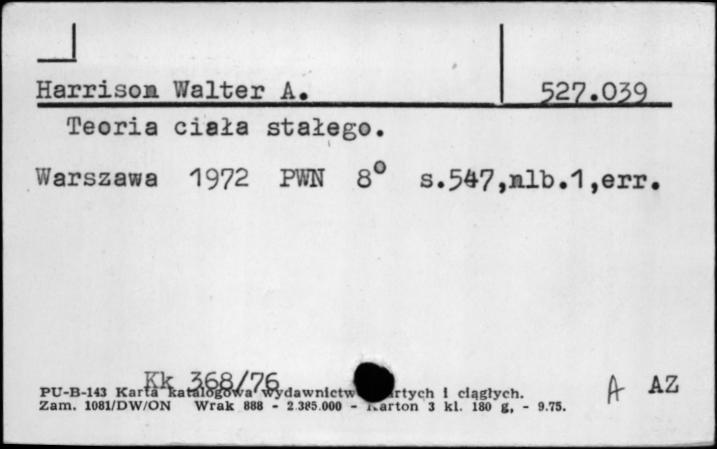 Harrison Walter A. 527.039
Teoria ciała stałego.
Warszawa 1972 PWN 8° s.547,nlb.1,err.
Kk 368/76
PU-B-143 Karta katalogowa wydawnictw i ciągłych.
Zam. 1081/DW/ON Wrak 888 - 2.385.000 - Karton 3 kl. 180 g, - 9.75.
A AZ